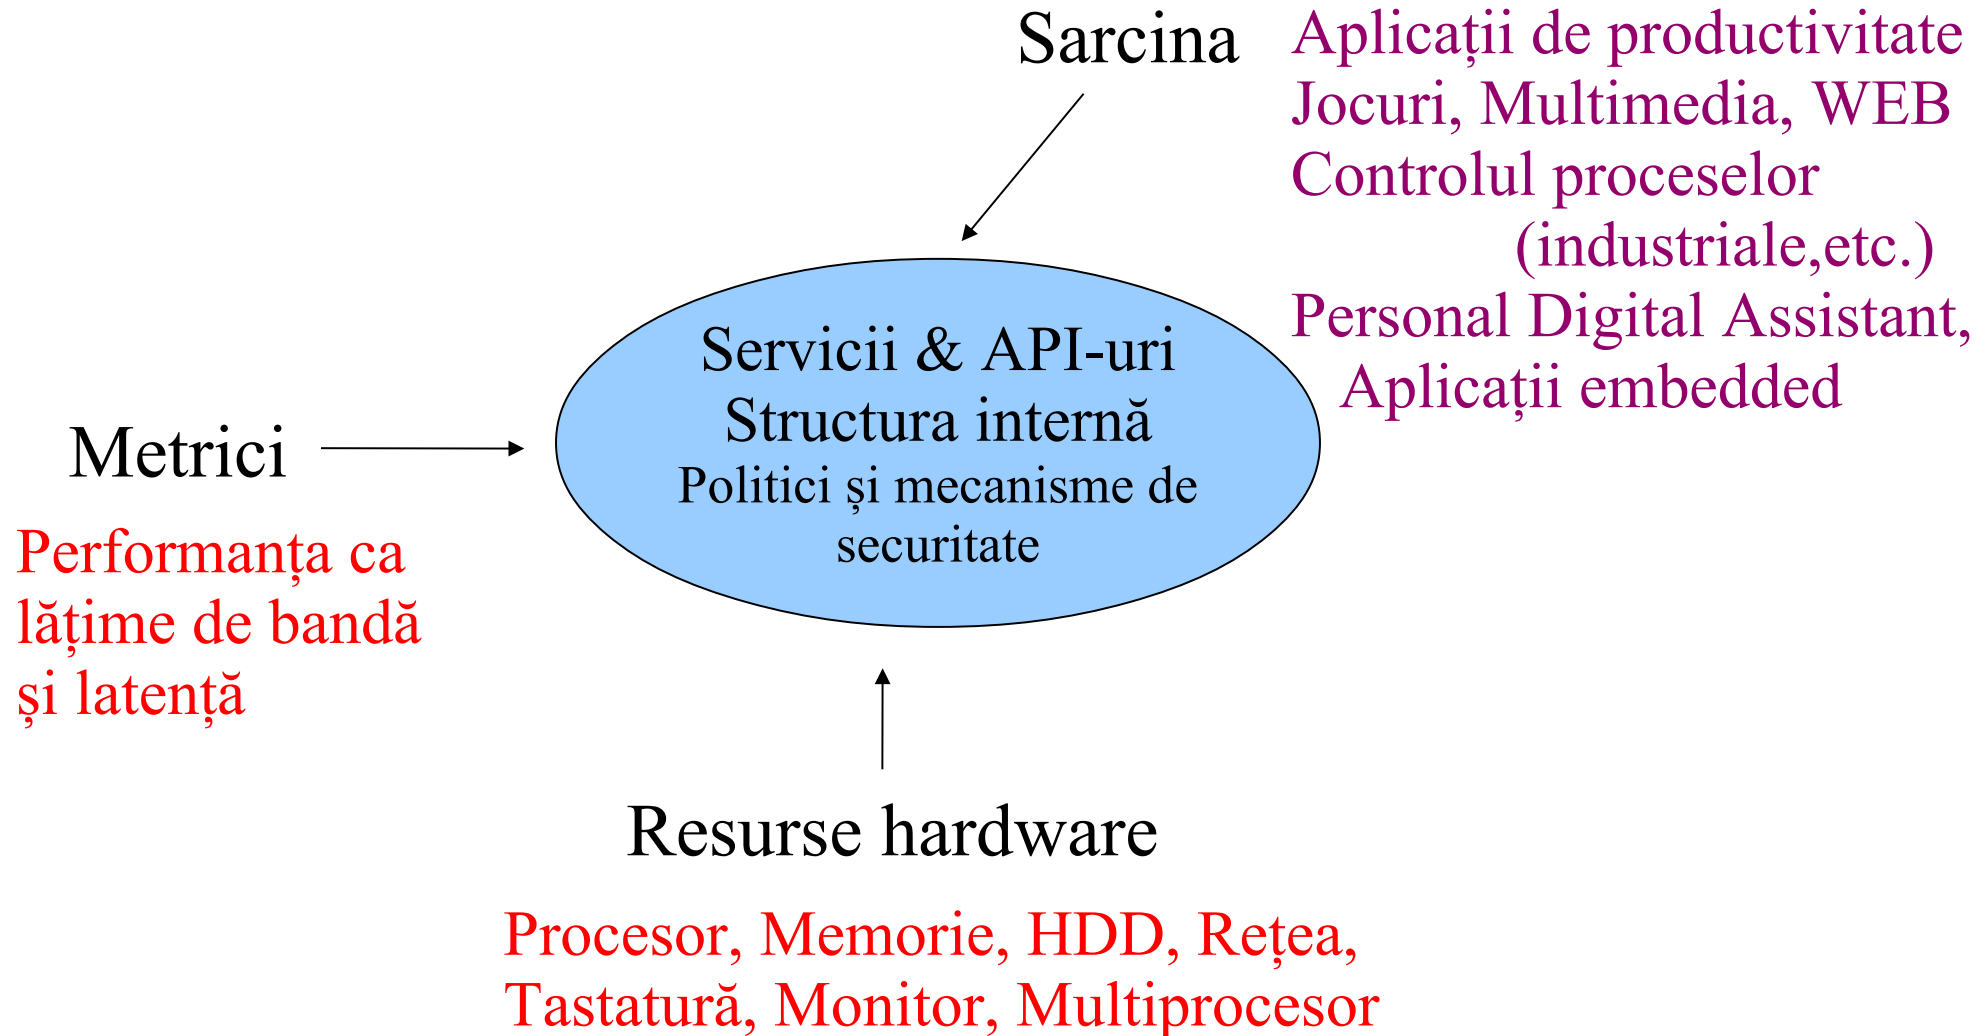 Sarcina
Aplicații de productivitate
Jocuri, Multimedia, WEB
Controlul proceselor
(industriale,etc.)
Personal Digital Assistant,
Aplicații embedded
Servicii & API-uri
Structura internă
Politici și mecanisme de
securitate
Metrici
Performanța ca
lățime de bandă
și latență
Resurse hardware
Procesor, Memorie, HDD, Rețea,
Tastatură, Monitor, Multiprocesor